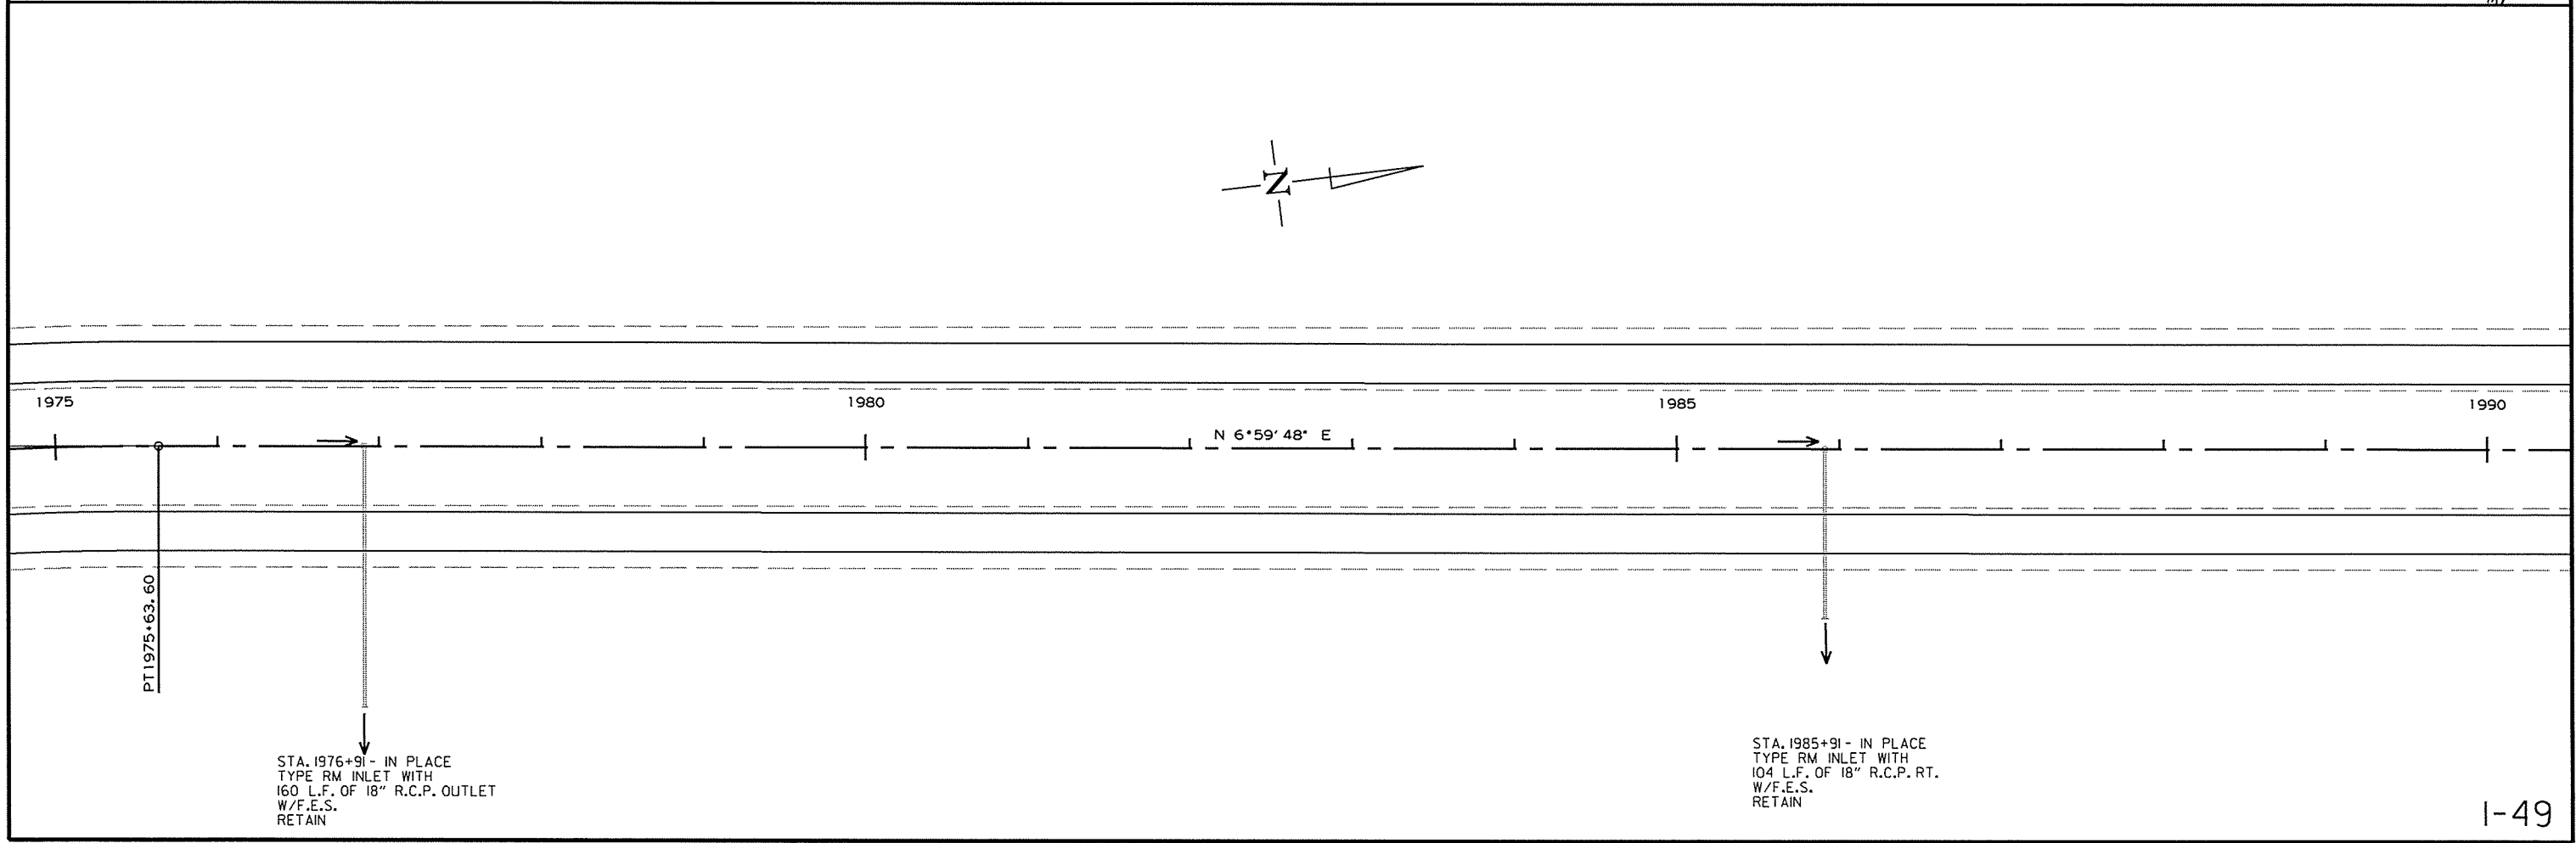 N
1975
1980
1985
1990
N 6°59'48" E
PT1975+63.60
STA. 1976+91 - IN PLACE
TYPE RM INLET WITH
160 L.F. OF 18" R.C.P. OUTLET
W/F.E.S.
RETAIN
STA. 1985+91 - IN PLACE
TYPE RM INLET WITH
104 L.F. OF 18" R.C.P. RT.
W/F.E.S.
RETAIN
I-49